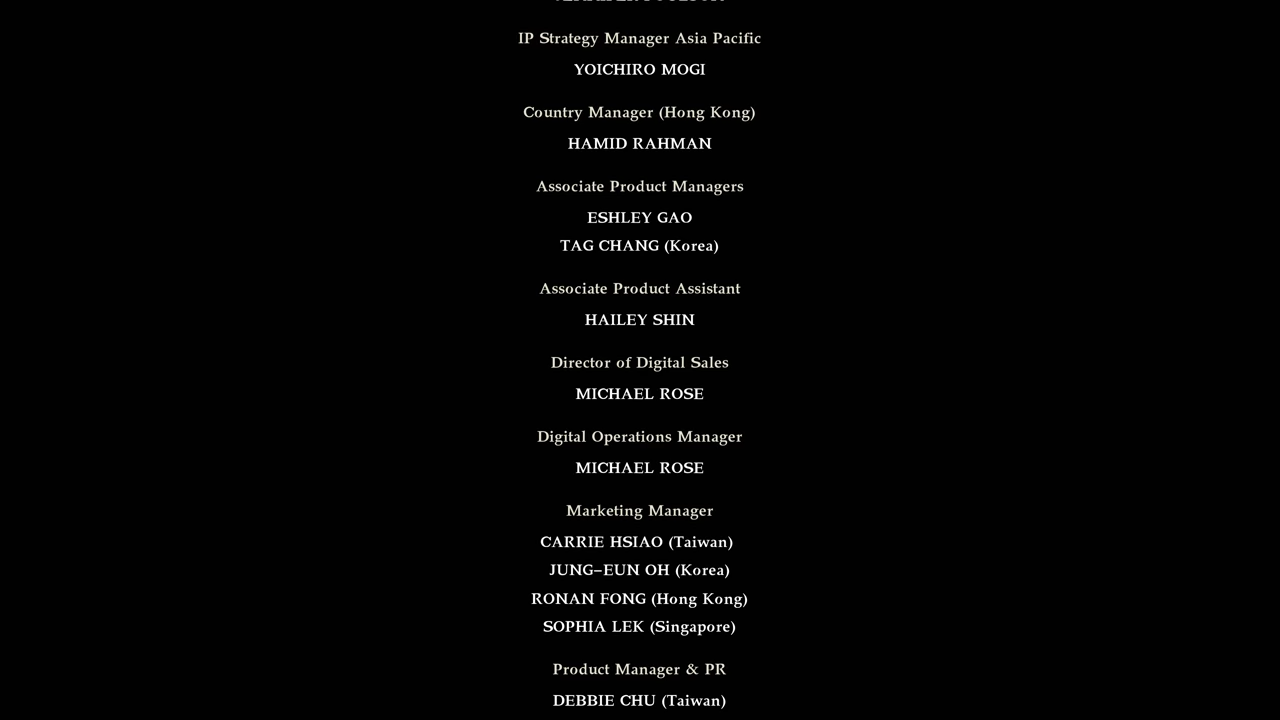 IP Strategy Manager Asia Pacific
YOICHIRO MOGI
Country Manager (Hong Kong)
HAMID RAHMAN
Associate Product Managers
ESHLEY GAO
TAG CHANG (Korea)
Associate Product Assistant
HAILEY SHIN
Director of Digital Sales
MICHAEL ROSE
Digital Operations Manager
MICHAEL ROSE
Marketing Manager
CARRIE HSIAO (Taiwan)
JUNG-EUN OH (Korea)
RONAN FONG (Hong Kong)
SOPHIA LEK (Singapore)
Product Manager & PR
DEBBIE CHU (Taiwan)